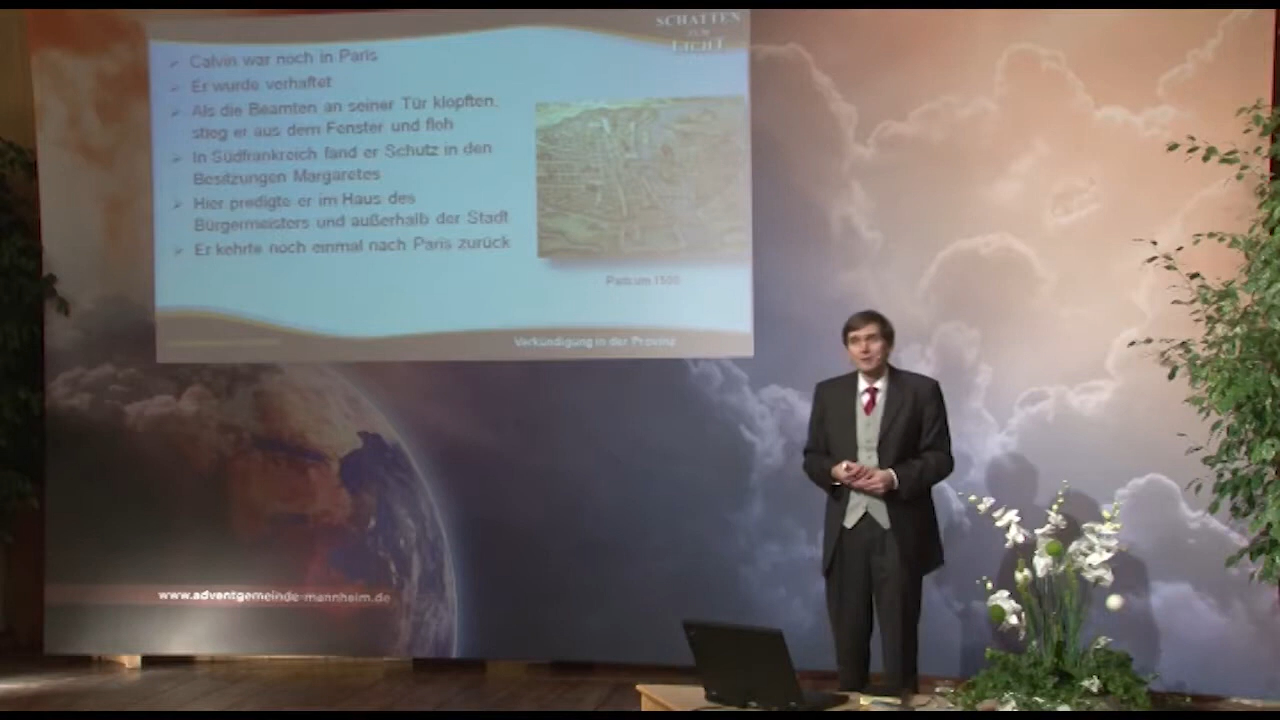 SCHATTEN
ZUM
LICHT
Calvin war noch in Paris
Er wurde verhaftet
Als die Beamten an seiner Tür klopften,
stieg er aus dem Fenster und floh
In Südfrankreich fand er Schutz in den
Besitzungen Margaretes
Hier predigte er im Haus des
Bürgermeisters und außerhalb der Stadt
Er kehrte noch einmal nach Paris zurück
Paris um
Verkündigung in der Provinz
www.adventgemeinde-mannheim.de